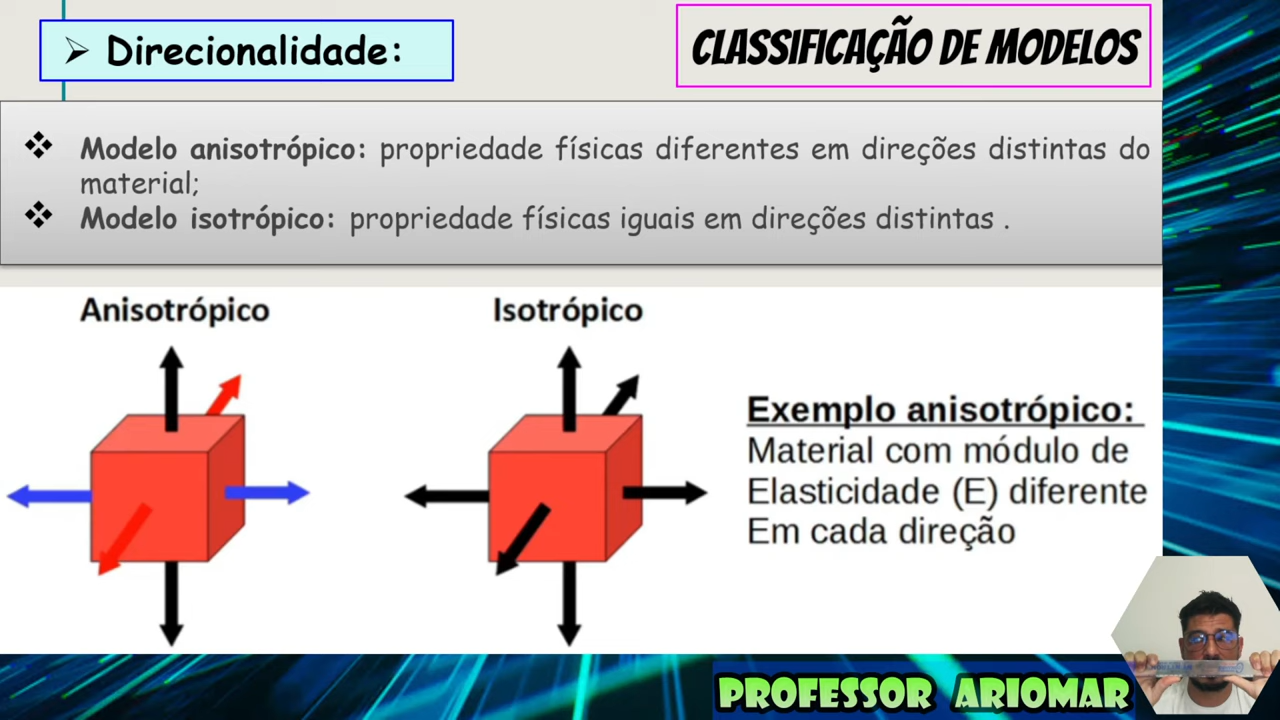 Direcionalidade:
CLASSIFICAÇÃO DE MODELOS
Modelo anisotrópico: propriedade físicas diferentes em direções distintas do
material;
Modelo isotrópico: propriedade físicas iguais em direções distintas .
Anisotrópico
Isotrópico
Exemplo anisotrópico:
Material com módulo de
Elasticidade (E) diferente
Em cada direção
PROFESSOR ARIOMAR